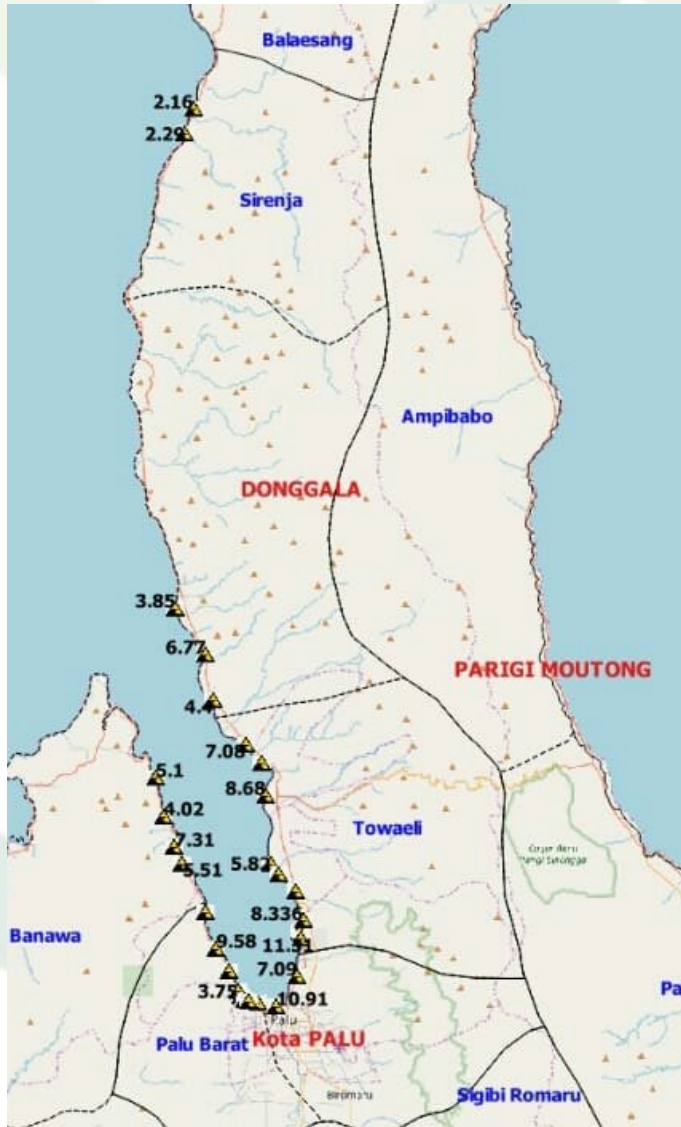 Balaesang
2.16
2.29
Sirenja
Ampibabo
DONGGALA
3.85
6.77
PARIGI MOUTONG
4.4
7.08
5.1
8.68
4.02
Towaeli
7.31
5.51
5.82
8.336
Banawa
9.58
11.31
7.09
3.75
10.91
Pa
Palu
Palu Barat
Kota PALU
Biromaru
Sigibi Romaru